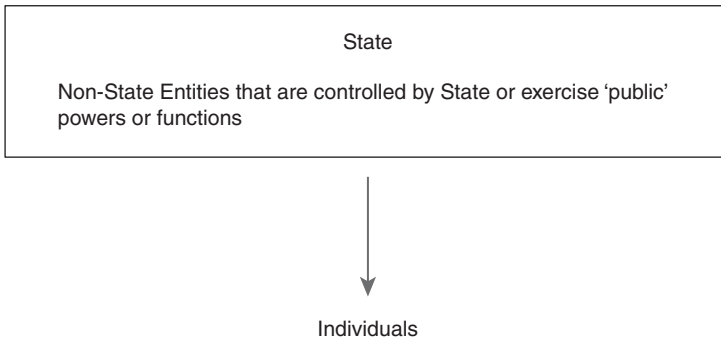 State
Non-State Entities that are controlled by State or exercise ‘public’
powers or functions
Individuals